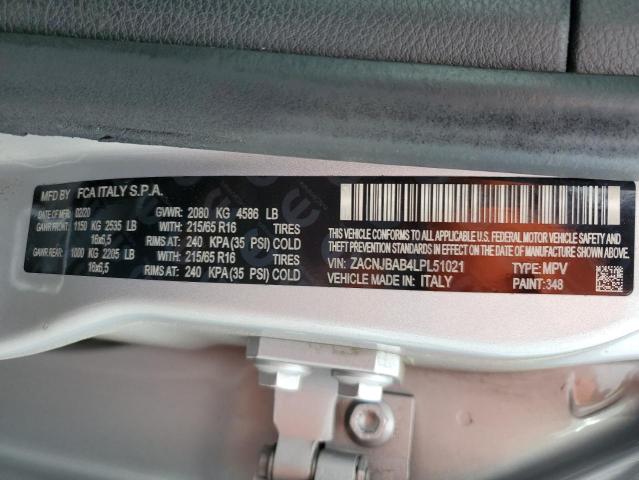 MFD BY FCA ITALY S.P.A.
DATE OF MFR: 02/20 GVWR: 2080 KG 4586 LB
GAWR FRONT: 1150 KG 2535 LB WITH: 215/65 R16 TIRES
16x6,5 RIMS AT: 240 KPA (35 PSI) COLD
GAWR REAR: 1000 KG 2205 LB WITH: 215/65 R16 TIRES
16x6,5 RIMS AT: 240 KPA (35 PSI) COLD
THIS VEHICLE CONFORMS TO ALL APPLICABLE
FEDERAL MOTOR VEHICLE SAFETY AND THEFT PREVENTION STANDARDS
IN EFFECT ON THE DATE OF MANUFACTURE SHOWN ABOVE.
VIN: ZACNJBAB4LPL51021 TYPE: MPV
VEHICLE MADE IN: ITALY PAINT: 348